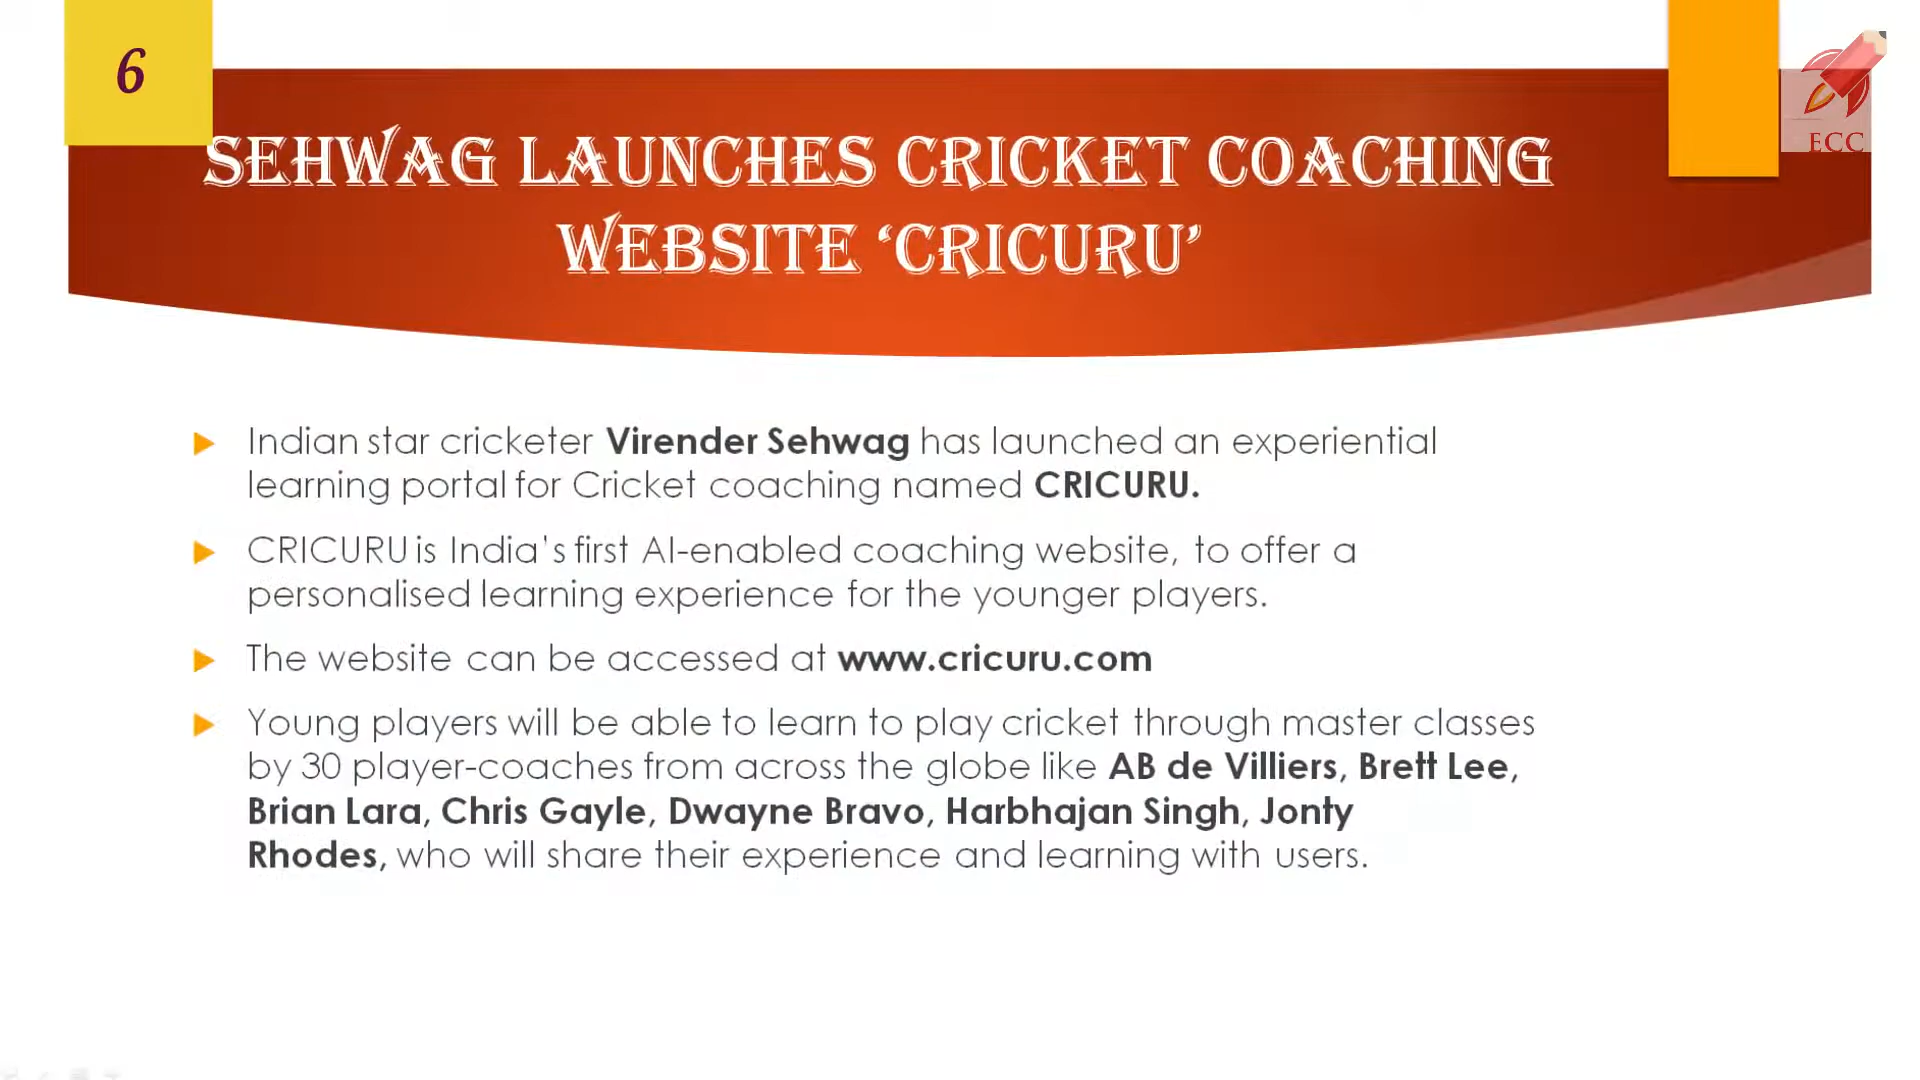 6
ECC
SEHWAG LAUNCHES CRICKET COACHING
WEBSITE ‘CRICURU’
Indian star cricketer Virender Sehwag has launched an experiential
learning portal for Cricket coaching named CRICURU.
CRICURU is India's first AI-enabled coaching website, to offer a
personalised learning experience for the younger players.
The website can be accessed at www.cricuru.com
Young players will be able to learn to play cricket through master classes
by 30 player-coaches from across the globe like AB de Villiers, Brett Lee,
Brian Lara, Chris Gayle, Dwayne Bravo, Harbhajan Singh, Jonty
Rhodes, who will share their experience and learning with users.